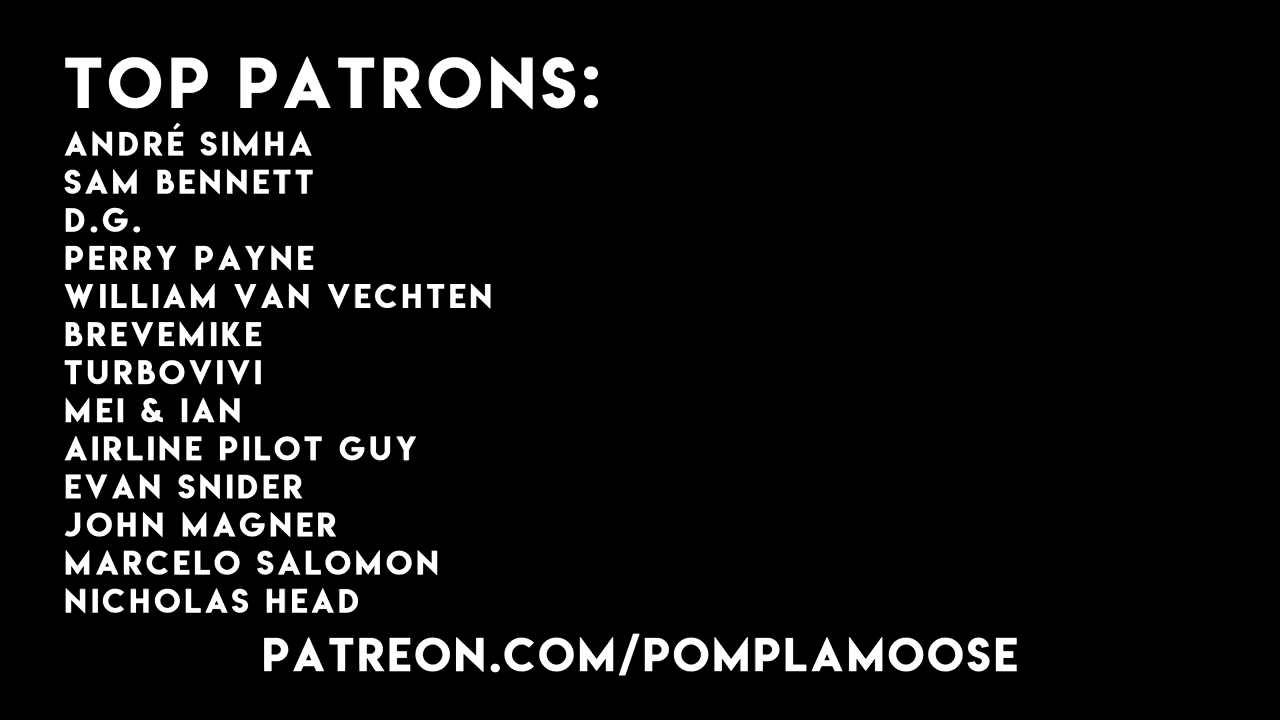 TOP PATRONS:
ANDRÉ SIMHA
SAM BENNETT
D.G.
PERRY PAYNE
WILLIAM VAN VECHTEN
BREVEMIKE
TURBOVIVI
MEI & IAN
AIRLINE PILOT GUY
EVAN SNIDER
JOHN MAGNER
MARCELO SALOMON
NICHOLAS HEAD
PATREON.COM/POMPLAMOOSE